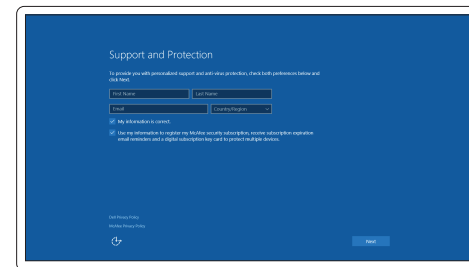 Support and Protection
To provide you with personalized support and anti-virus protection, check both preferences below and
click Next.
First Name Last Name
Email Country/Region
My information is correct.
Use my information to register my McAfee security subscription, receive subscription expiration
email reminders and a digital subscription key card to protect multiple devices.
Dell Privacy Policy
McAfee Privacy Policy
Next